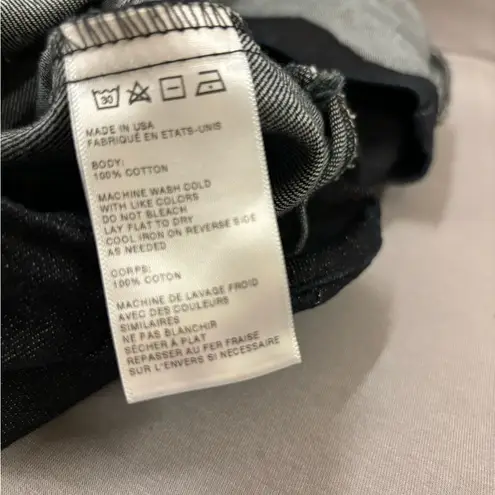 30
MADE IN USA
FABRIQUÉ EN ETATS-UNIS
BODY:
100% COTTON
MACHINE WASH COLD
WITH LIKE COLORS
DO NOT BLEACH
LAY FLAT TO DRY
COOL IRON ON REVERSE SIDE
AS NEEDED
CORPS:
100% COTON
MACHINE DE LAVAGE FROID
AVEC DES COULEURS
SIMILAIRES
NE PAS BLANCHIR
SÉCHER À PLAT
REPASSER AU FER FRAISE
SUR L'ENVERS SI NECESSAIRE